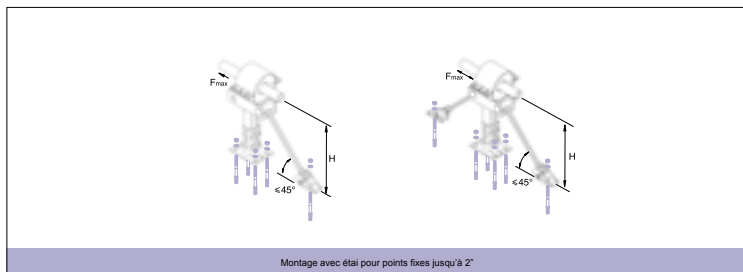 Fmax
H
≤45°
Fmax
H
≤45°
Montage avec étai pour points fixes jusqu'à 2"